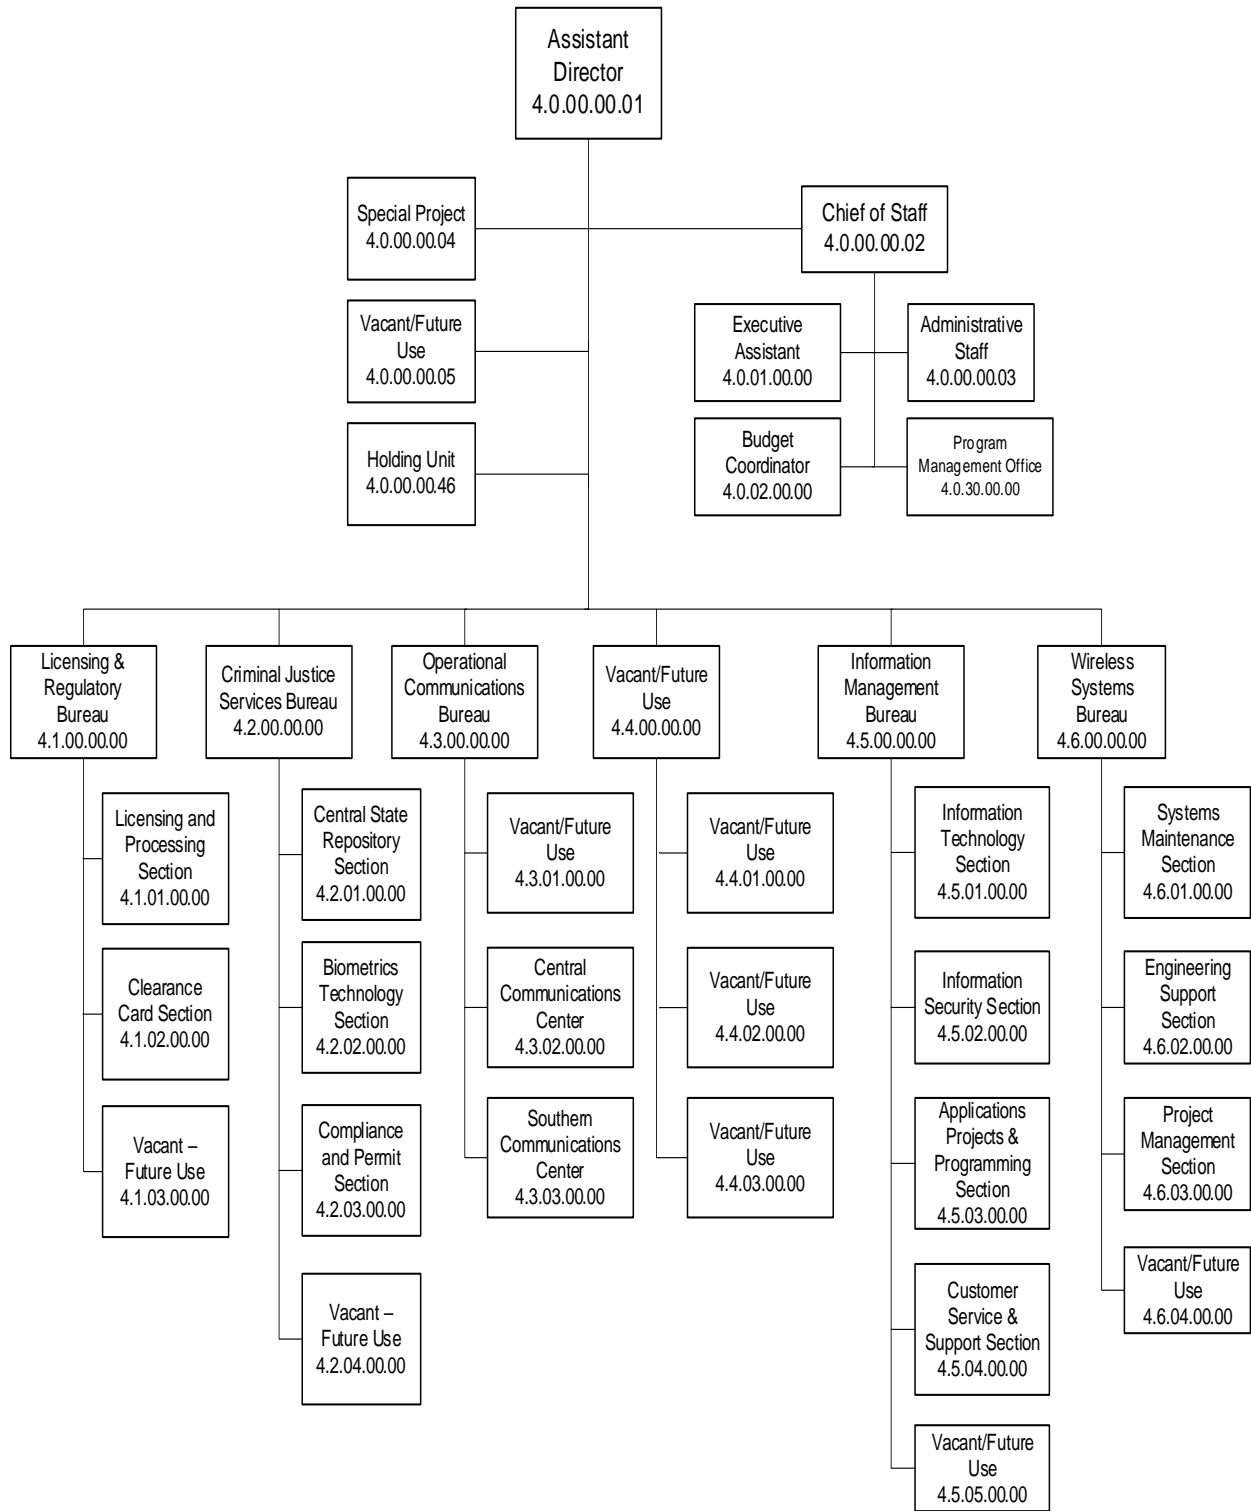 Assistant
Director
4.0.00.00.01
Special Project
4.0.00.00.04
Chief of Staff
4.0.00.00.02
Vacant/Future
Use
4.0.00.00.05
Executive
Assistant
4.0.01.00.00
Administrative
Staff
4.0.00.00.03
Holding Unit
4.0.00.00.46
Budget
Coordinator
4.0.02.00.00
Program
Management Office
4.0.30.00.00
Licensing &
Regulatory
Bureau
4.1.00.00.00
Criminal Justice
Services Bureau
4.2.00.00.00
Operational
Communications
Bureau
4.3.00.00.00
Vacant/Future
Use
4.4.00.00.00
Information
Management
Bureau
4.5.00.00.00
Wireless
Systems
Bureau
4.6.00.00.00
Licensing and
Processing
Section
4.1.01.00.00
Clearance
Card Section
4.1.02.00.00
Vacant –
Future Use
4.1.03.00.00
Central State
Repository
Section
4.2.01.00.00
Biometrics
Technology
Section
4.2.02.00.00
Compliance
and Permit
Section
4.2.03.00.00
Vacant –
Future Use
4.2.04.00.00
Vacant/Future
Use
4.3.01.00.00
Central
Communications
Center
4.3.02.00.00
Southern
Communications
Center
4.3.03.00.00
Vacant/Future
Use
4.4.01.00.00
Vacant/Future
Use
4.4.02.00.00
Vacant/Future
Use
4.4.03.00.00
Information
Technology
Section
4.5.01.00.00
Information
Security Section
4.5.02.00.00
Applications
Projects &
Programming
Section
4.5.03.00.00
Customer
Service &
Support Section
4.5.04.00.00
Vacant/Future
Use
4.5.05.00.00
Systems
Maintenance
Section
4.6.01.00.00
Engineering
Support
Section
4.6.02.00.00
Project
Management
Section
4.6.03.00.00
Vacant/Future
Use
4.6.04.00.00